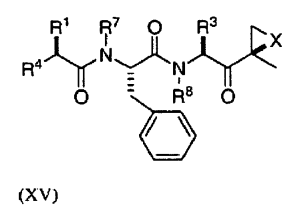 R¹ R⁷ O R³
R⁴ N N X
O R⁸ O
(XV)